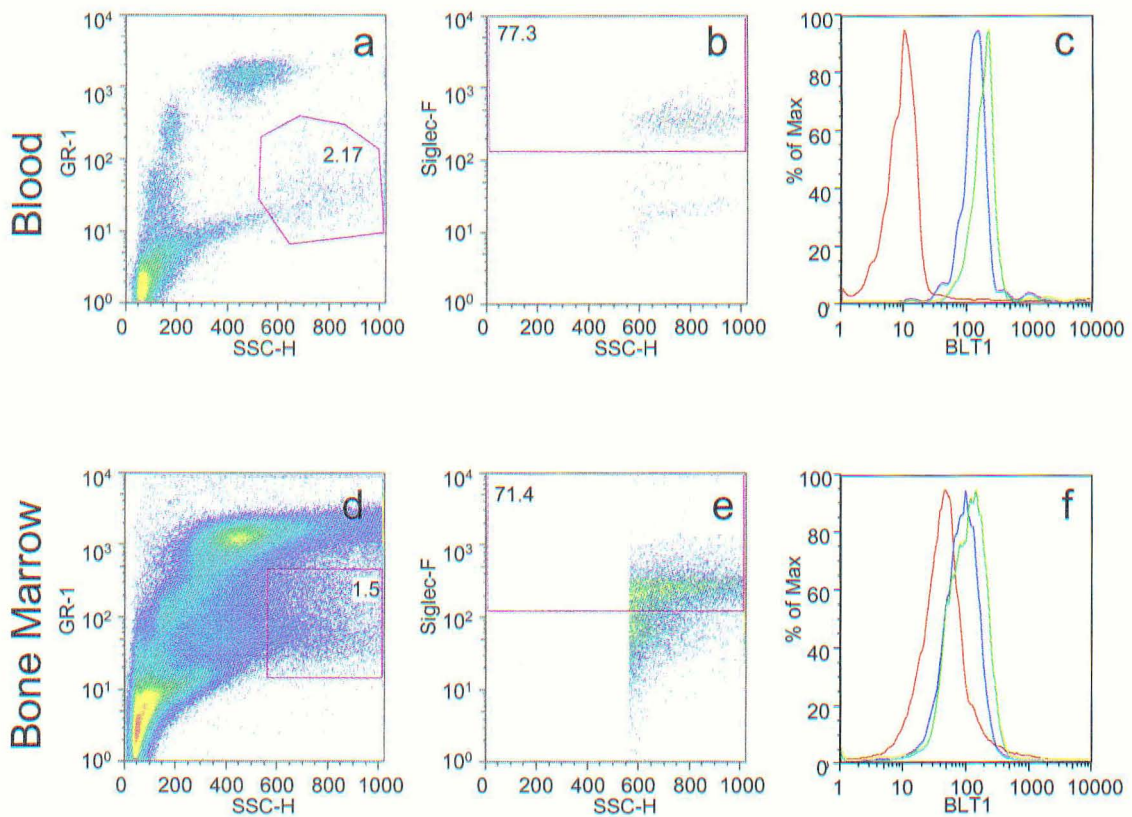 Blood
a
GR-1
10⁴
10³
10²
10¹
10⁰
2.17
0 200 400 600 800 1000
SSC-H
b
77.3
Siglec-F
10⁴
10³
10²
10¹
10⁰
0 200 400 600 800 1000
SSC-H
c
% of Max
100
80
60
40
20
0
1 10 100 1000 10000
BLT1
Bone Marrow
d
GR-1
10⁴
10³
10²
10¹
10⁰
1.5
0 200 400 600 800 1000
SSC-H
e
71.4
Siglec-F
10⁴
10³
10²
10¹
10⁰
0 200 400 600 800 1000
SSC-H
f
% of Max
100
80
60
40
20
0
1 10 100 1000 10000
BLT1